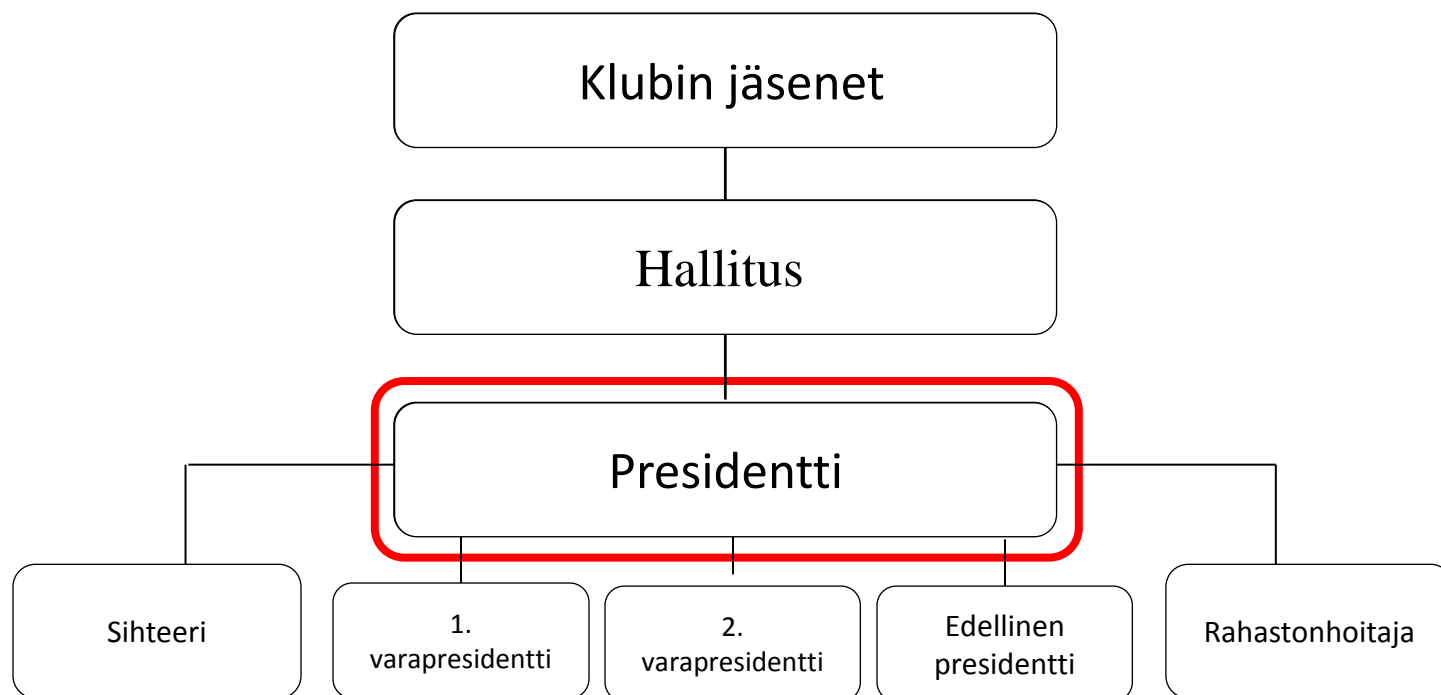 Klubin jäsenet
Hallitus
Presidentti
Sihteeri
1.
varapresidentti
2.
varapresidentti
Edellinen
presidentti
Rahastonhoitaja